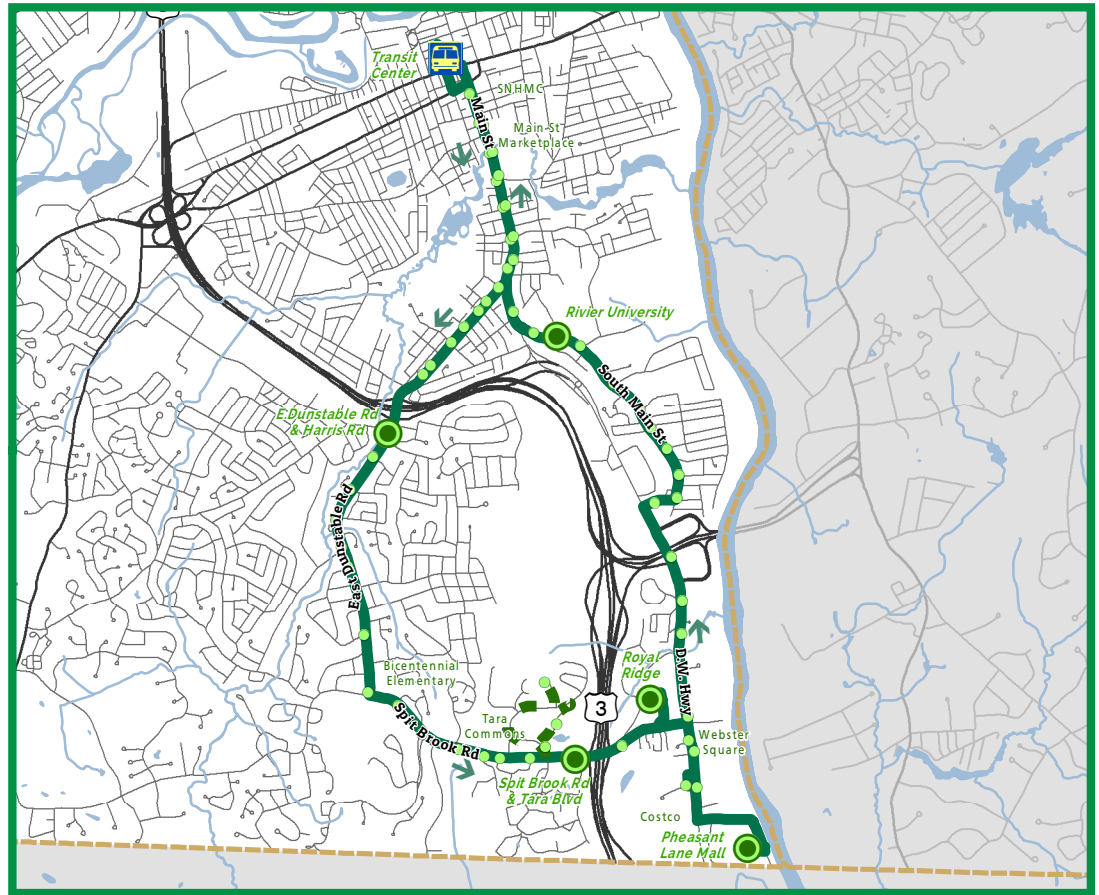 Transit
Center
SNHMC
Main St
Main St
Marketplace
Rivier University
South Main St
E.Dunstable Rd
& Harris Rd
East Dunstable Rd
Bicentennial
Elementary
Royal
Ridge
D.W. Hwy
3
Spit Brook Rd
Tara
Commons
Webster
Square
Spit Brook Rd
& Tara Blvd
Costco
Pheasant
Lane Mall